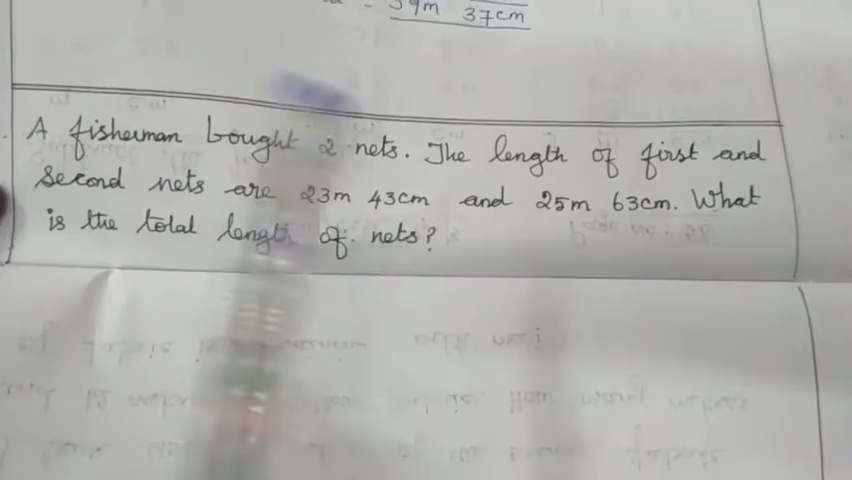 39m 37cm
A fisherman bought 2 nets. The length of first and
second nets are 23m 43cm and 25m 63cm. What
is the total length of nets?